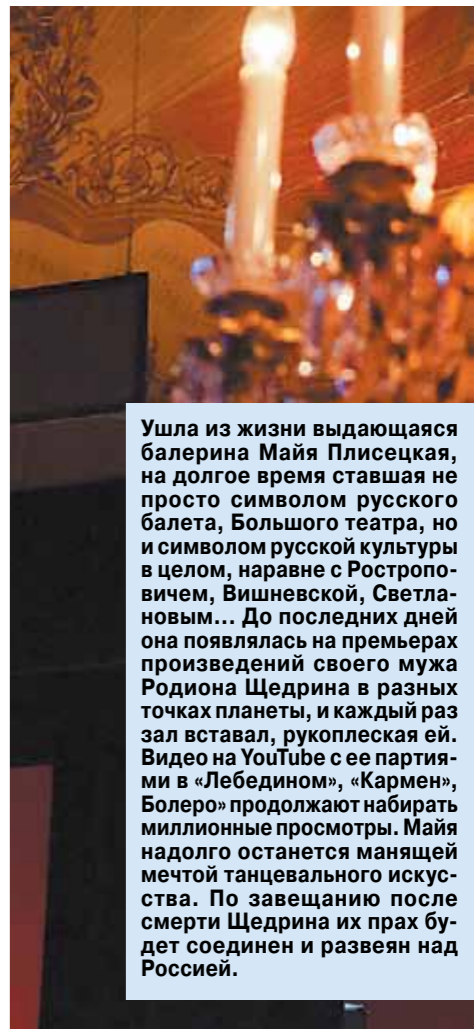 Ушла из жизни выдающаяся
балерина Майя Плисецкая,
на долгое время ставшая не
просто символом русского
балета, Большого театра, но
и символом русской культуры
в целом, наравне с Ростропо-
вичем, Вишневской, Светла-
новым... До последних дней
она появлялась на премьерах
произведений своего мужа
Родиона Щедрина в разных
точках планеты, и каждый раз
зал вставал, рукоплеская ей.
Видео на YouTube с ее партия-
ми в «Лебедином», «Кармен»,
Болеро» продолжают набирать
миллионные просмотры. Майя
надолго останется манящей
мечтой танцевального искус-
ства. По завещанию после
смерти Щедрина их прах бу-
дет соединен и развеян над
Россией.